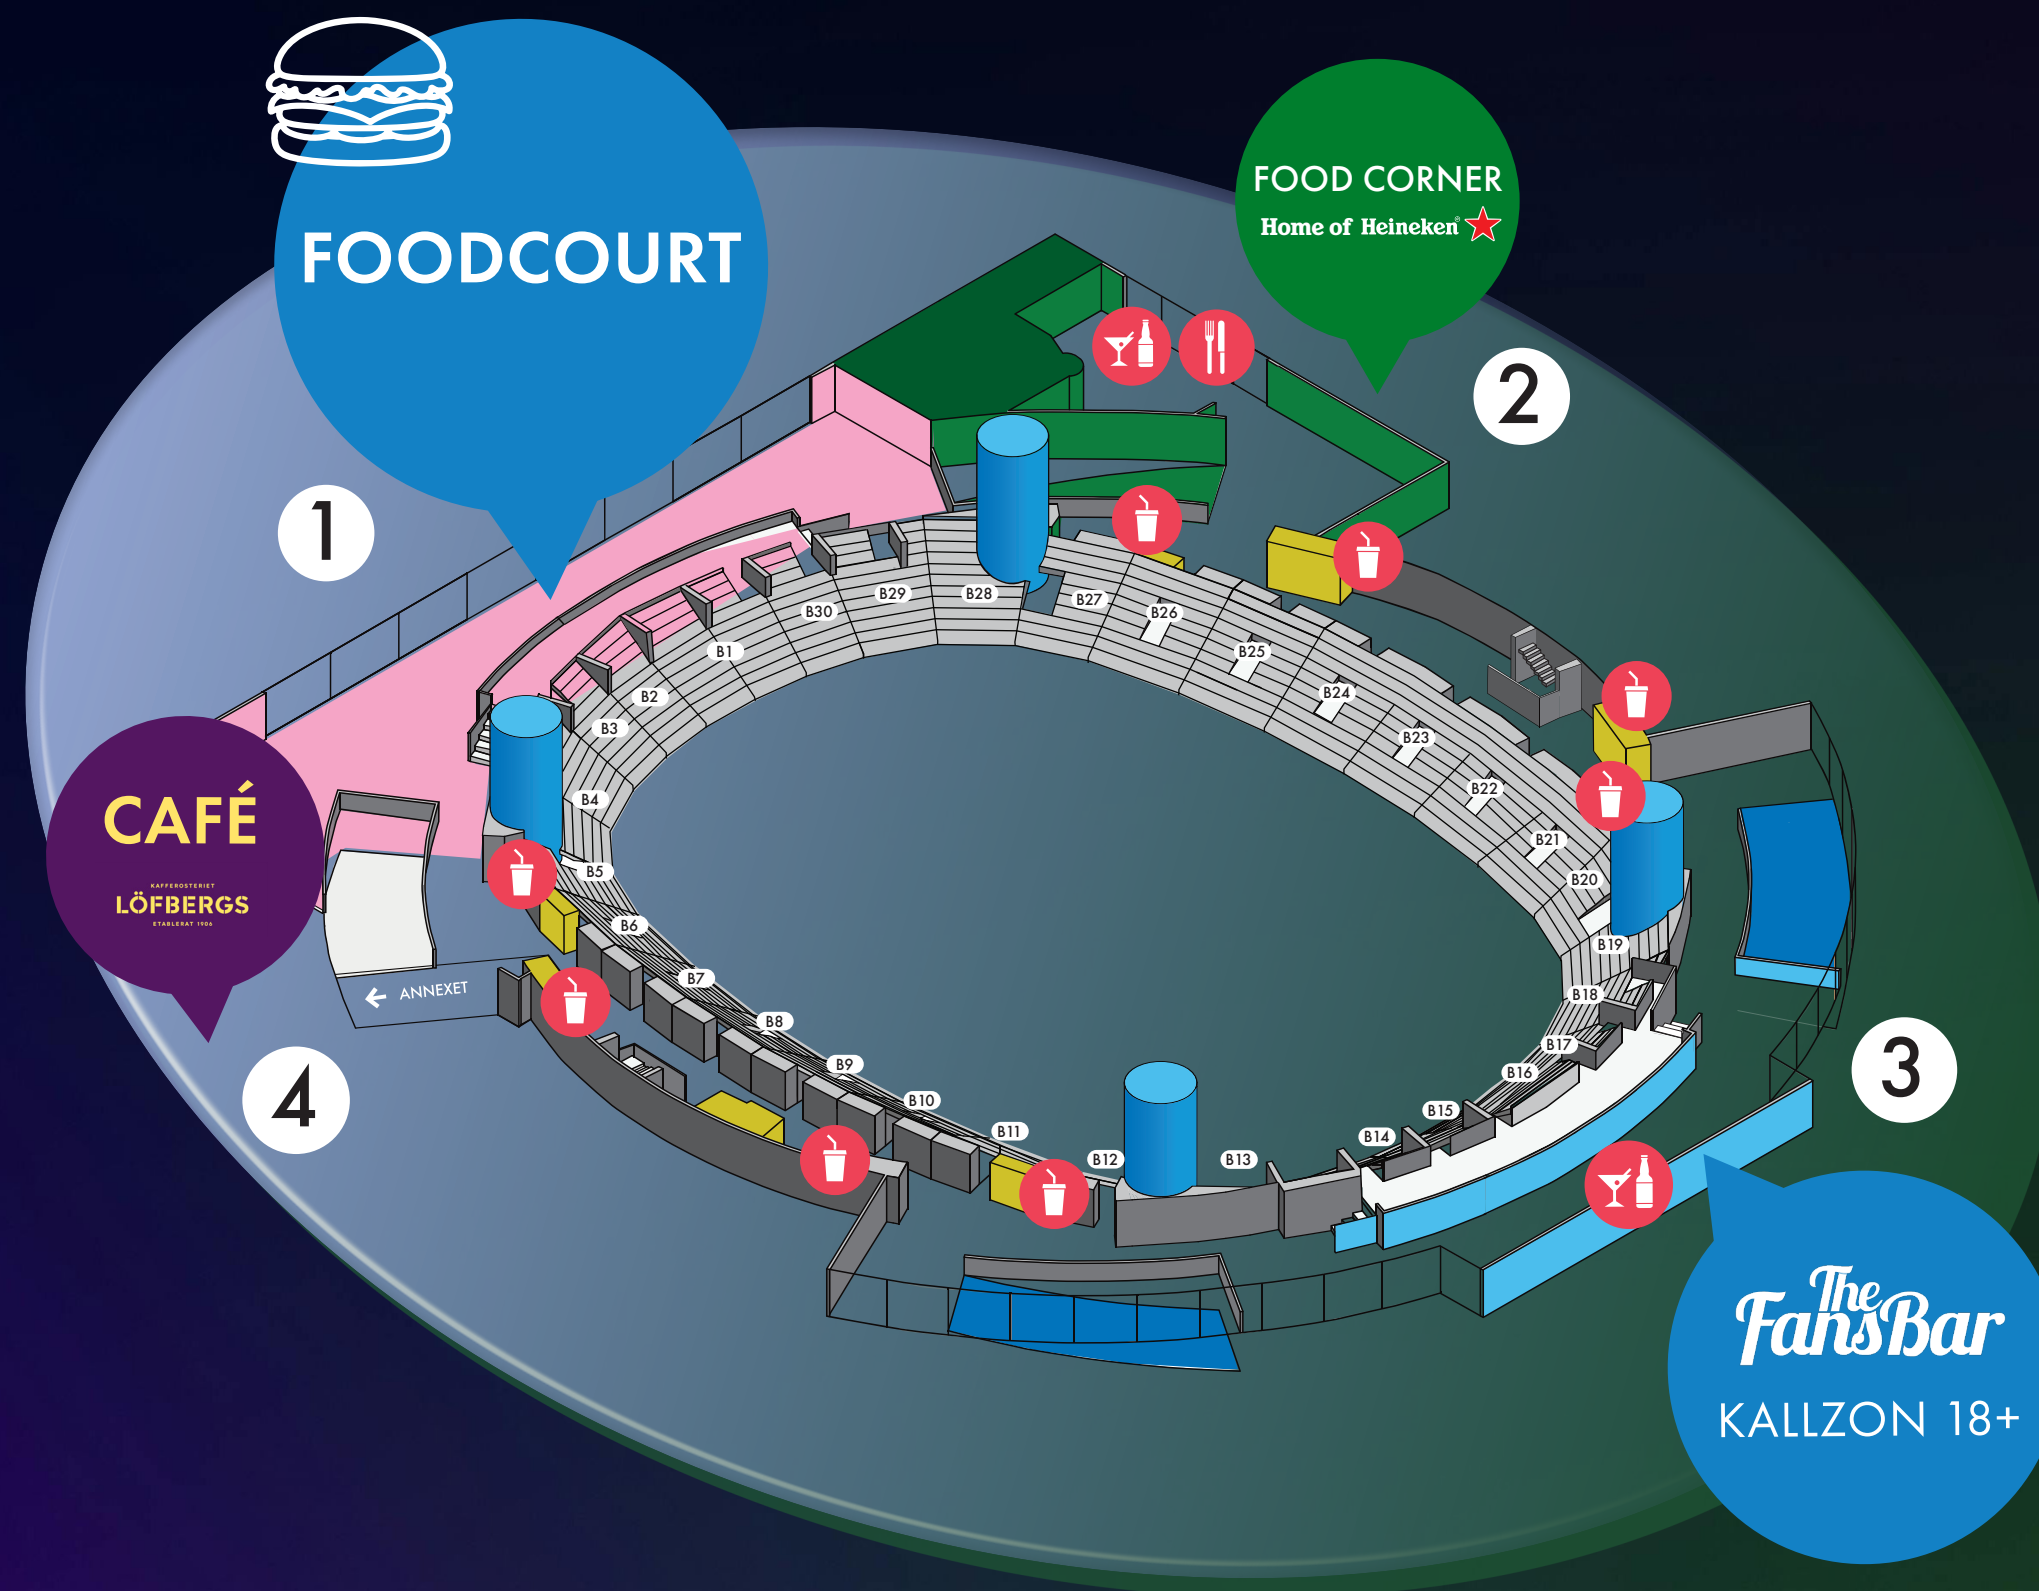 FOODCOURT
FOOD CORNER
Home of Heineken®
1
2
B30
B29
B28
B27
B26
B25
B24
B23
B22
B21
B20
B19
B18
B17
B16
B15
B14
B13
B12
B11
B10
B9
B8
B7
B6
B5
B4
B3
B2
B1
CAFÉ
KAFFEROSTERIET
LÖFBERGS
ETABLERAT 1906
← ANNEXET
4
3
The
FansBar
KALLZON 18+